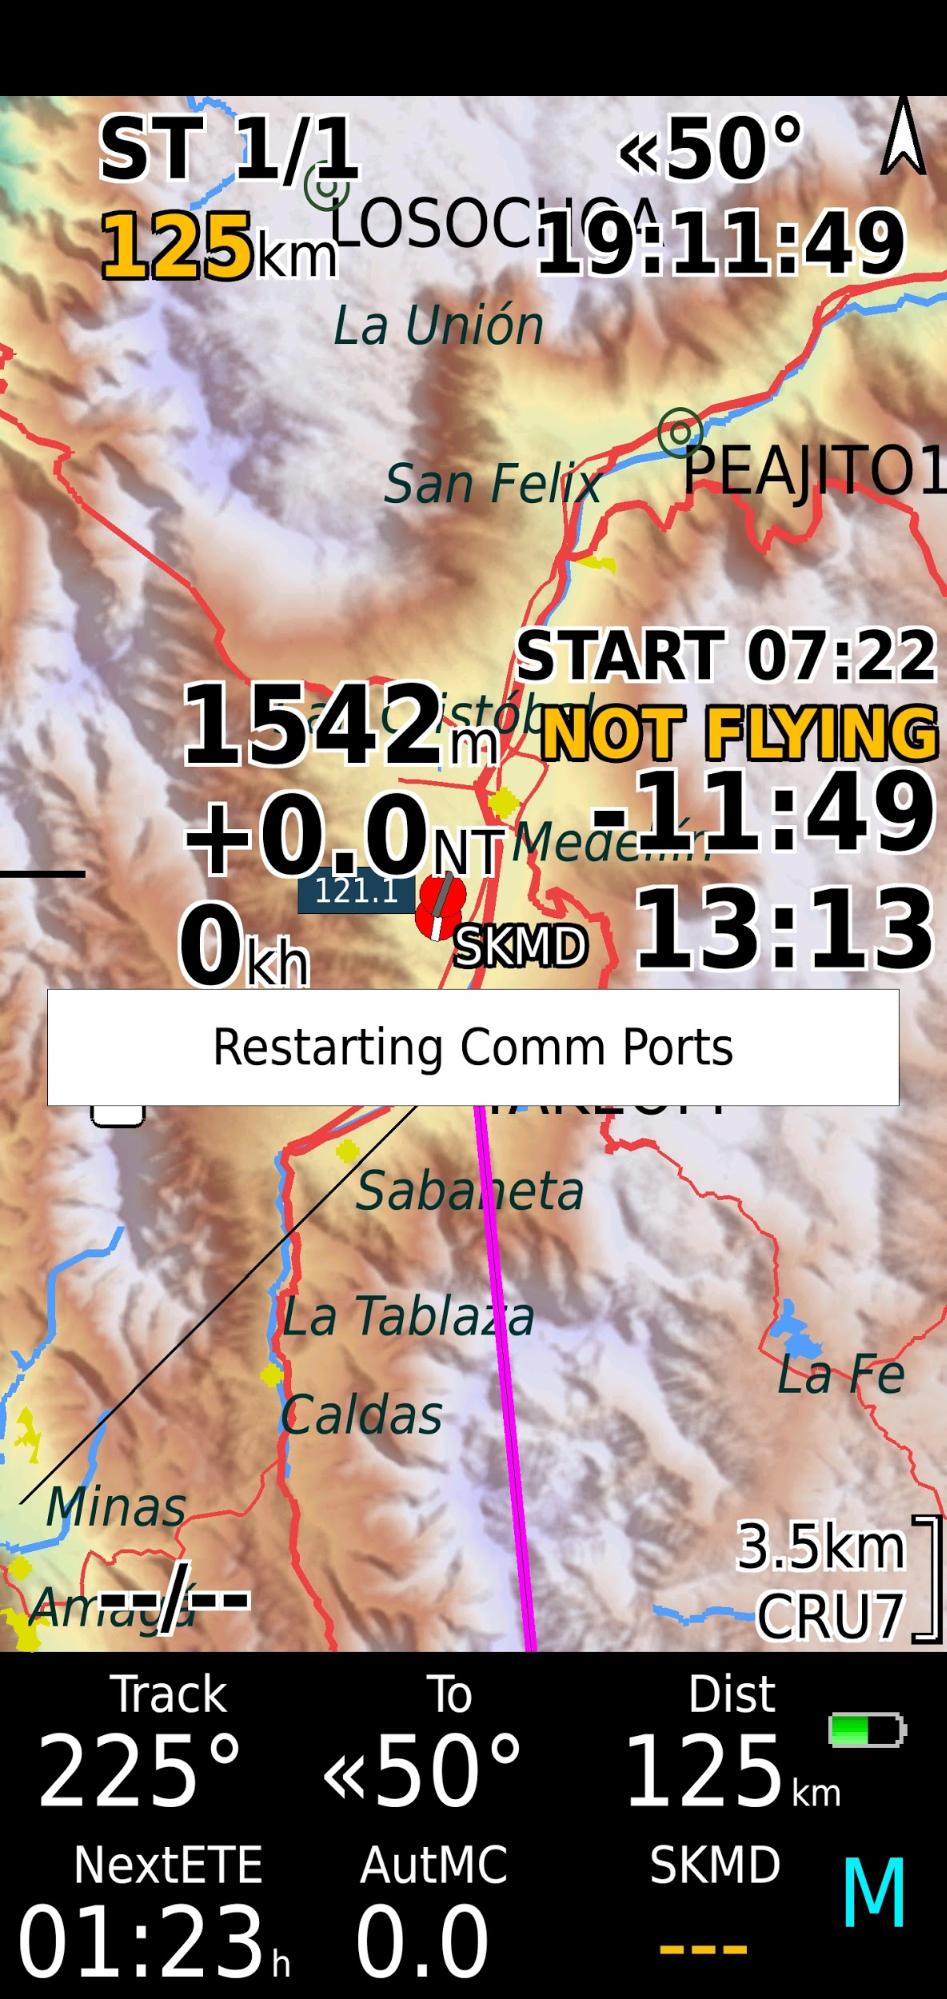 ST 1/1
«50°
125km
LOSOCHOA
19:11:49
La Unión
San Felix
PEAJITO1
START 07:22
1542m
San Cristóbal
NOT FLYING
-11:49
+0.0NT
Medellín
121.1
13:13
0kh
SKMD
Restarting Comm Ports
Sabaneta
La Tablaza
La Fe
Caldas
Minas
3.5km
Amagá
--/--
CRU7
Track
To
Dist
225°
«50°
125km
NextETE
AutMC
SKMD
M
01:23h
0.0
---